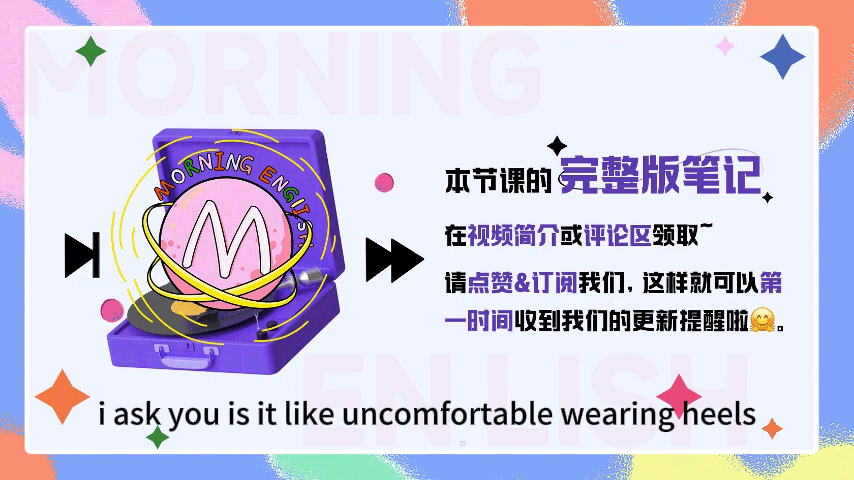 MORNING
MORNING ENGLISH
M
本节课的 完整版笔记
在视频简介或评论区领取~
请点赞&订阅我们, 这样就可以第
一时间收到我们的更新提醒啦🤗。
EN LISH
i ask you is it like uncomfortable wearing heels